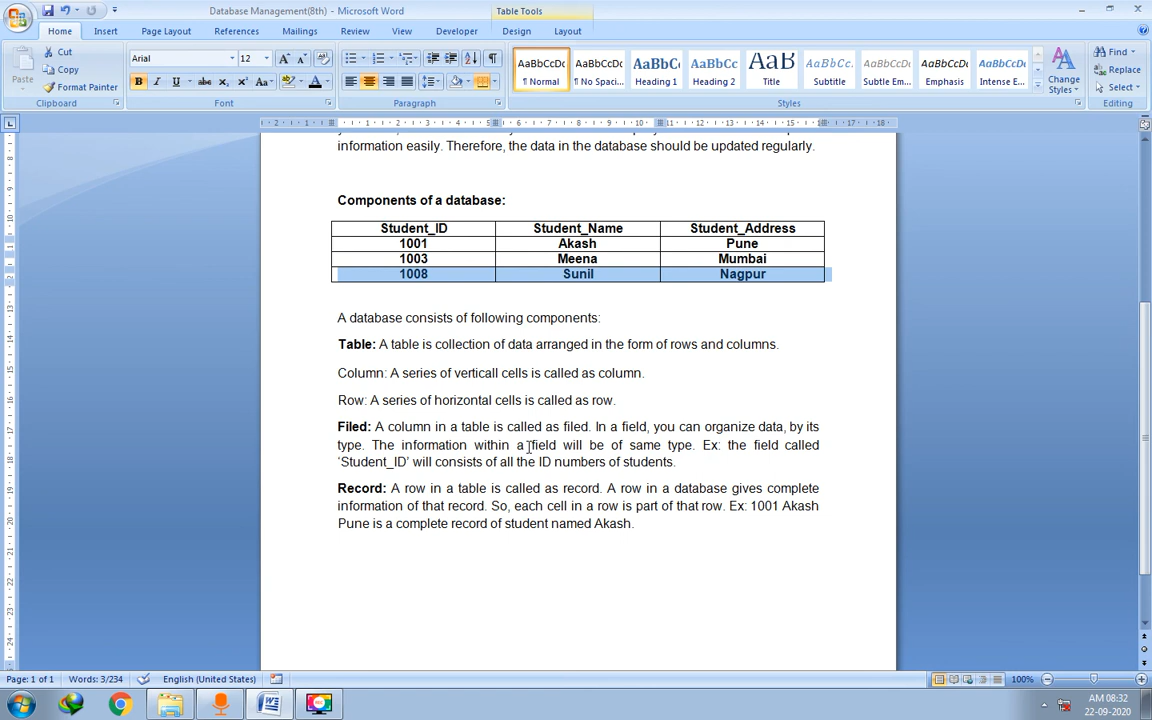 Database Management(8th) - Microsoft Word
Table Tools
Home Insert Page Layout References Mailings Review View Developer Design Layout
Paste
Cut
Copy
Format Painter
Clipboard
Arial 12
B I U abc x₂ x² Aa
Font
Paragraph
AaBbCcDc AaBbCcDc AaBbC AaBbCc AaB AaBbCcD AaBbCcD AaBbCcDc AaBbCcDc
¶ Normal ¶ No Spaci... Heading 1 Heading 2 Title Subtitle Subtle Em... Emphasis Intense E...
Change Styles
Styles
Find
Replace
Select
Editing
information easily. Therefore, the data in the database should be updated regularly.
Components of a database:
Student_ID Student_Name Student_Address
1001 Akash Pune
1003 Meena Mumbai
1008 Sunil Nagpur
A database consists of following components:
Table: A table is collection of data arranged in the form of rows and columns.
Column: A series of verticall cells is called as column.
Row: A series of horizontal cells is called as row.
Filed: A column in a table is called as filed. In a field, you can organize data, by its
type. The information within a field will be of same type. Ex: the field called
‘Student_ID’ will consists of all the ID numbers of students.
Record: A row in a table is called as record. A row in a database gives complete
information of that record. So, each cell in a row is part of that row. Ex: 1001 Akash
Pune is a complete record of student named Akash.
Page: 1 of 1 Words: 3/234 English (United States) 100%
AM 08:32
22-09-2020